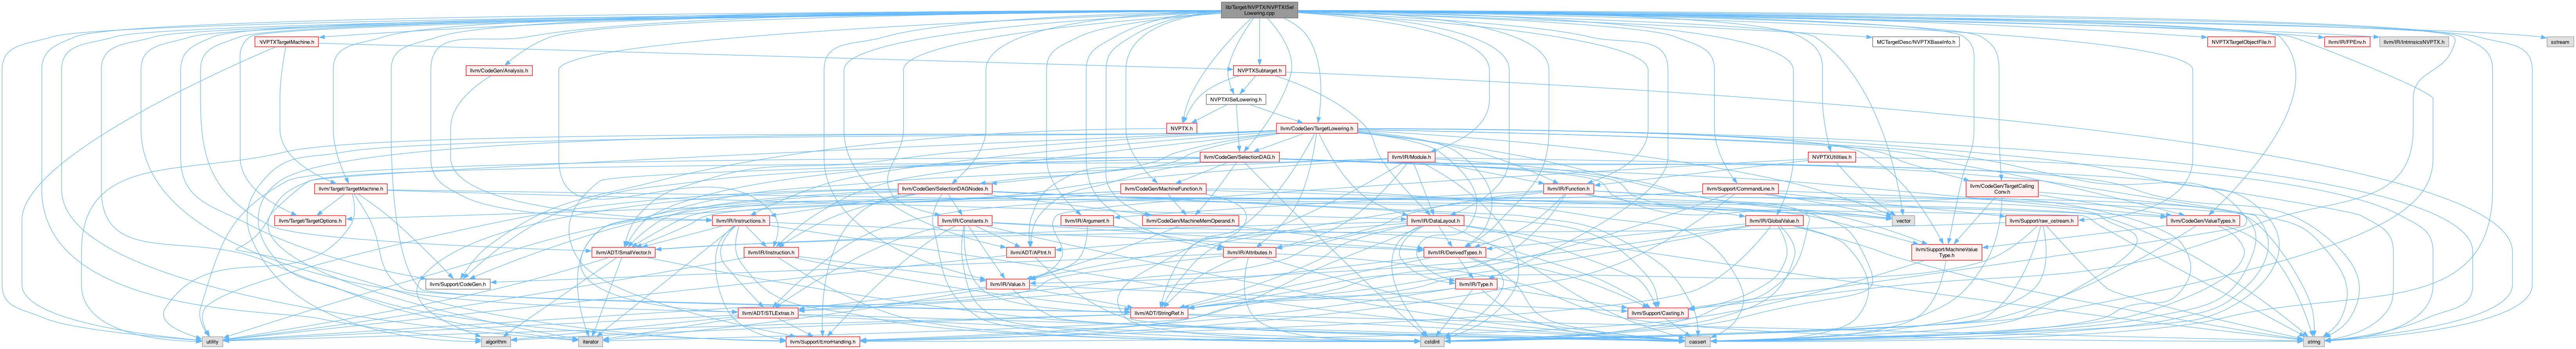 lib/Target/NVPTX/NVPTXISel
Lowering.cpp
NVPTXTargetMachine.h
MCTargetDesc/NVPTXBaseInfo.h
NVPTXTargetObjectFile.h
llvm/IR/FPEnv.h
llvm/IR/IntrinsicsNVPTX.h
sstream
llvm/CodeGen/Analysis.h
NVPTXSubtarget.h
NVPTXISelLowering.h
NVPTX.h
llvm/CodeGen/TargetLowering.h
llvm/CodeGen/SelectionDAG.h
llvm/IR/Module.h
NVPTXUtilities.h
llvm/Target/TargetMachine.h
llvm/CodeGen/SelectionDAGNodes.h
llvm/CodeGen/MachineFunction.h
llvm/IR/Function.h
llvm/Support/CommandLine.h
llvm/CodeGen/TargetCalling
Conv.h
llvm/Target/TargetOptions.h
llvm/IR/Instructions.h
llvm/IR/Constants.h
llvm/IR/Argument.h
llvm/CodeGen/MachineMemOperand.h
llvm/IR/DataLayout.h
llvm/IR/GlobalValue.h
vector
llvm/Support/raw_ostream.h
llvm/CodeGen/ValueTypes.h
llvm/ADT/SmallVector.h
llvm/IR/Instruction.h
llvm/ADT/APInt.h
llvm/IR/Attributes.h
llvm/IR/DerivedTypes.h
llvm/Support/MachineValue
Type.h
llvm/Support/CodeGen.h
llvm/IR/Value.h
llvm/IR/Type.h
llvm/ADT/STLExtras.h
llvm/ADT/StringRef.h
llvm/Support/Casting.h
utility
algorithm
iterator
llvm/Support/ErrorHandling.h
cstdint
cassert
string